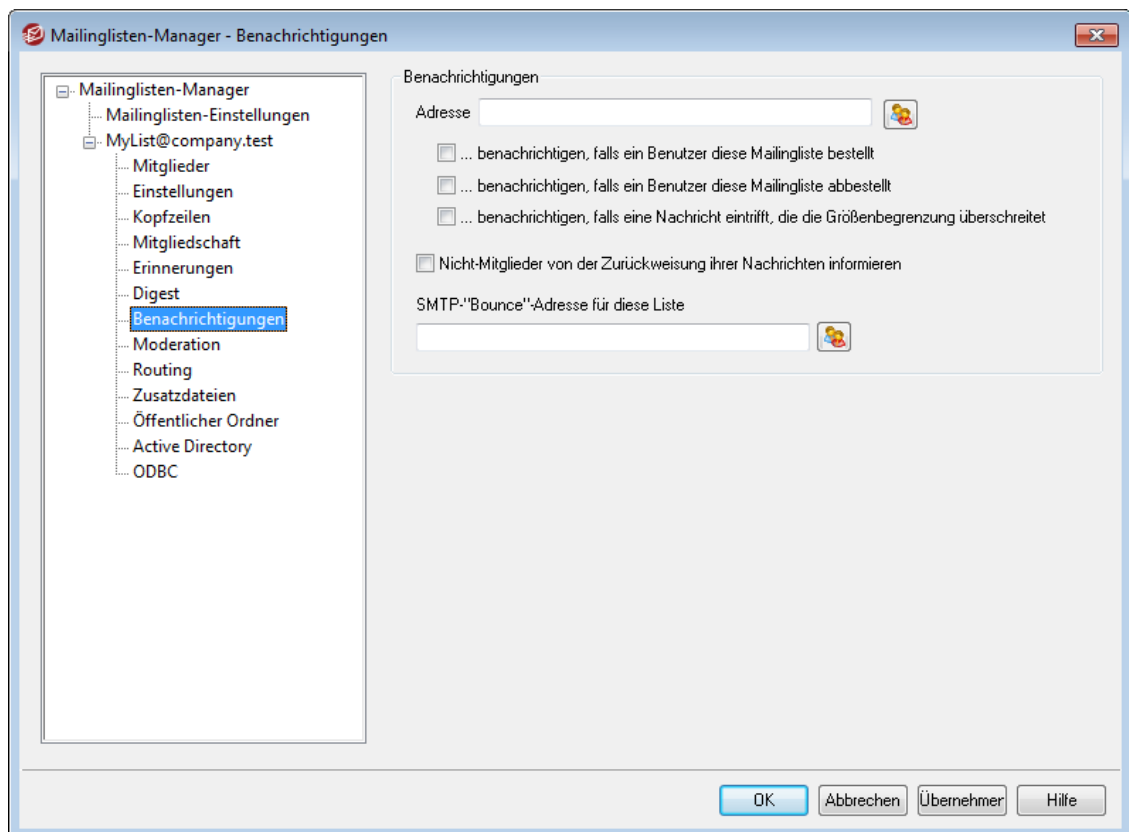 Mailinglisten-Manager - Benachrichtigungen
Mailinglisten-Manager
Mailinglisten-Einstellungen
MyList@company.test
Mitglieder
Einstellungen
Kopfzeilen
Mitgliedschaft
Erinnerungen
Digest
Benachrichtigungen
Moderation
Routing
Zusatzdateien
Öffentlicher Ordner
Active Directory
ODBC
Benachrichtigungen
Adresse
... benachrichtigen, falls ein Benutzer diese Mailingliste bestellt
... benachrichtigen, falls ein Benutzer diese Mailingliste abbestellt
... benachrichtigen, falls eine Nachricht eintrifft, die die Größenbegrenzung überschreitet
Nicht-Mitglieder von der Zurückweisung ihrer Nachrichten informieren
SMTP-"Bounce"-Adresse für diese Liste
OK Abbrechen Übernehmer Hilfe